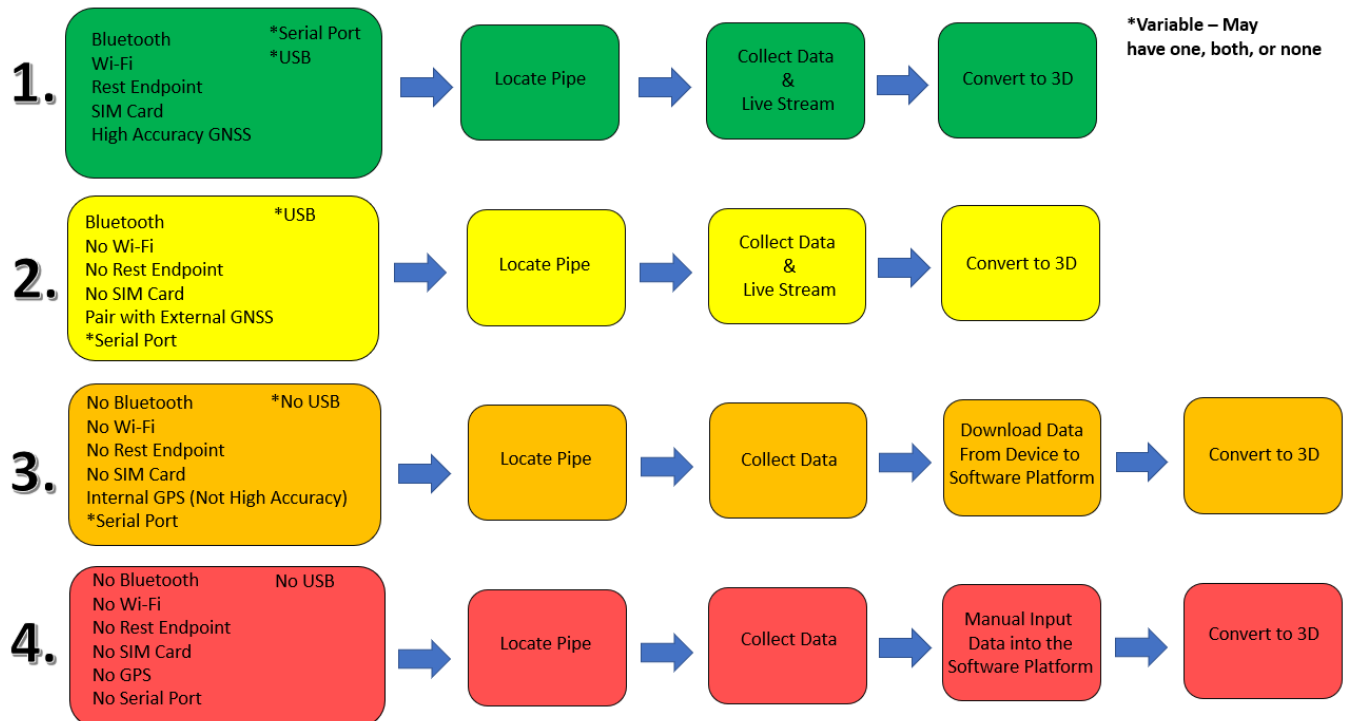 *Variable – May
have one, both, or none
1.
Bluetooth
Wi-Fi
Rest Endpoint
SIM Card
High Accuracy GNSS
*Serial Port
*USB
Locate Pipe
Collect Data
&
Live Stream
Convert to 3D
2.
Bluetooth
No Wi-Fi
No Rest Endpoint
No SIM Card
Pair with External GNSS
*Serial Port
*USB
Locate Pipe
Collect Data
&
Live Stream
Convert to 3D
3.
No Bluetooth
No Wi-Fi
No Rest Endpoint
No SIM Card
Internal GPS (Not High Accuracy)
*Serial Port
*No USB
Locate Pipe
Collect Data
Download Data
From Device to
Software Platform
Convert to 3D
4.
No Bluetooth
No Wi-Fi
No Rest Endpoint
No SIM Card
No GPS
No Serial Port
No USB
Locate Pipe
Collect Data
Manual Input
Data into the
Software Platform
Convert to 3D